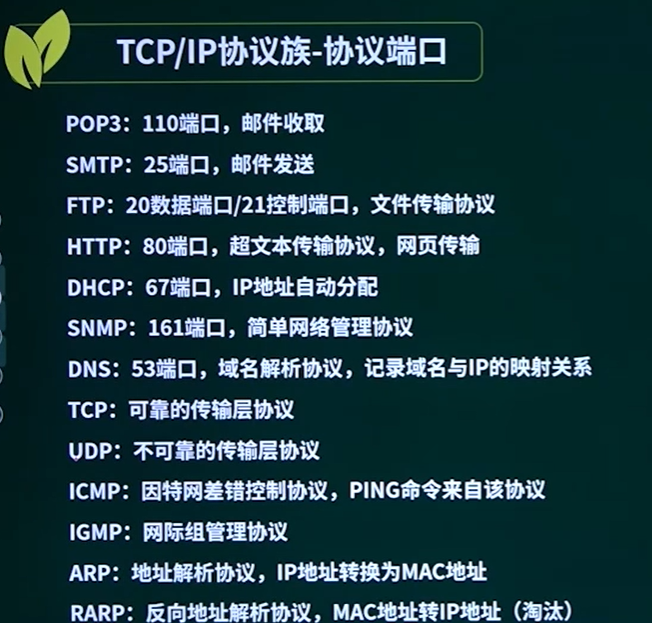 TCP/IP协议族-协议端口
POP3：110端口，邮件收取
SMTP：25端口，邮件发送
FTP：20数据端口/21控制端口，文件传输协议
HTTP：80端口，超文本传输协议，网页传输
DHCP：67端口，IP地址自动分配
SNMP：161端口，简单网络管理协议
DNS：53端口，域名解析协议，记录域名与IP的映射关系
TCP：可靠的传输层协议
UDP：不可靠的传输层协议
ICMP：因特网差错控制协议，PING命令来自该协议
IGMP：网际组管理协议
ARP：地址解析协议，IP地址转换为MAC地址
RARP：反向地址解析协议，MAC地址转IP地址（淘汰）